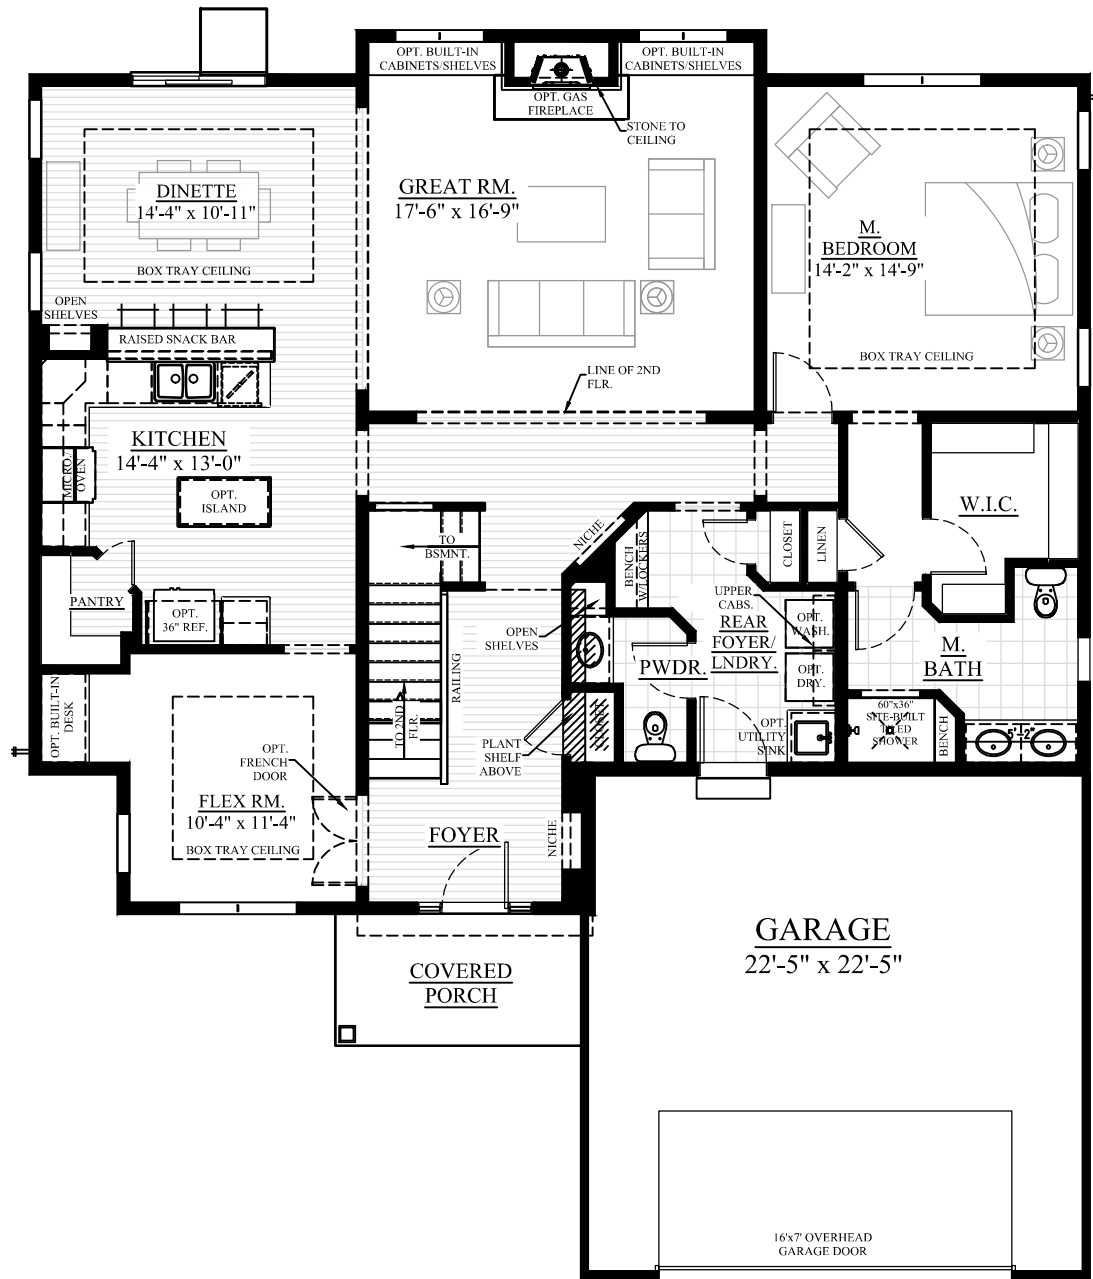 OPT. BUILT-IN
CABINETS/SHELVES
OPT. BUILT-IN
CABINETS/SHELVES
OPT. GAS
FIREPLACE
STONE TO
CEILING
DINETTE
14'-4" x 10'-11"
BOX TRAY CEILING
GREAT RM.
17'-6" x 16'-9"
M.
BEDROOM
14'-2" x 14'-9"
BOX TRAY CEILING
OPEN
SHELVES
RAISED SNACK BAR
LINE OF 2ND
FLR.
KITCHEN
14'-4" x 13'-0"
MICRO./
OVEN
OPT.
ISLAND
W.I.C.
NICHE
TO
BSMNT.
BENCH
W/LOCKERS
CLOSET
LINEN
PANTRY
OPT.
36" REF.
UPPER
CABS.
OPT.
WASH.
REAR
FOYER/
LNDRY.
OPEN
SHELVES
PWDR.
OPT.
DRY.
M.
BATH
RAILING
OPT. BUILT-IN
DESK
TO 2ND
FLR.
PLANT
SHELF
ABOVE
CLOSET
OPT.
UTILITY
SINK
60"x36"
SITE-BUILT
TILED
SHOWER
BENCH
5'-2"
OPT.
FRENCH
DOOR
FLEX RM.
10'-4" x 11'-4"
BOX TRAY CEILING
FOYER
NICHE
GARAGE
22'-5" x 22'-5"
COVERED
PORCH
16'x7' OVERHEAD
GARAGE DOOR